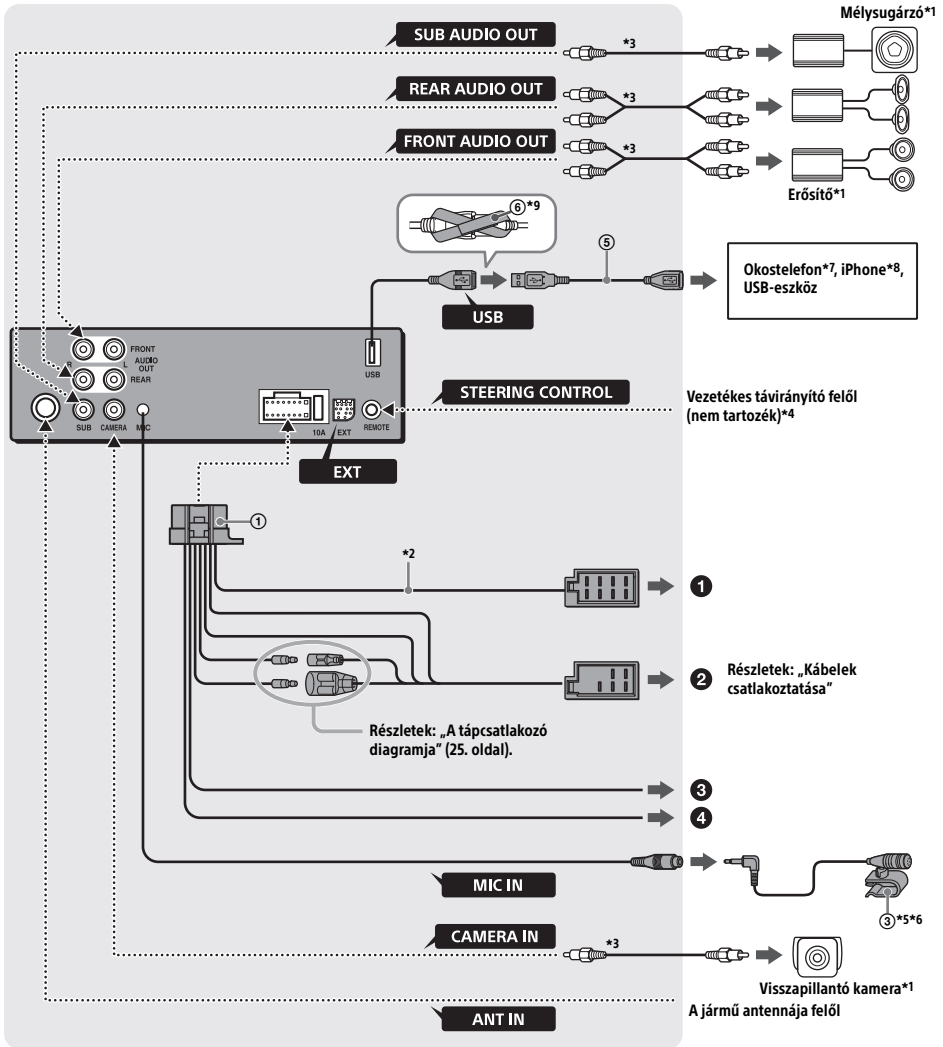 Mélysugárzó*1
SUB AUDIO OUT
*3
REAR AUDIO OUT
*3
FRONT AUDIO OUT
*3
Erősítő*1
⑥*9
⑤
Okostelefon*7, iPhone*8,
USB-eszköz
USB
FRONT
R
L
AUDIO
OUT
REAR
USB
STEERING CONTROL
Vezetékes távirányító felől
(nem tartozék)*4
SUB
CAMERA
MIC
10A
EXT
REMOTE
EXT
①
*2
❶
❷
Részletek: „Kábelek
csatlakoztatása”
Részletek: „A tápcsatlakozó
diagramja” (25. oldal).
❸
❹
MIC IN
③*5*6
CAMERA IN
*3
Visszapillantó kamera*1
A jármű antennája felől
ANT IN